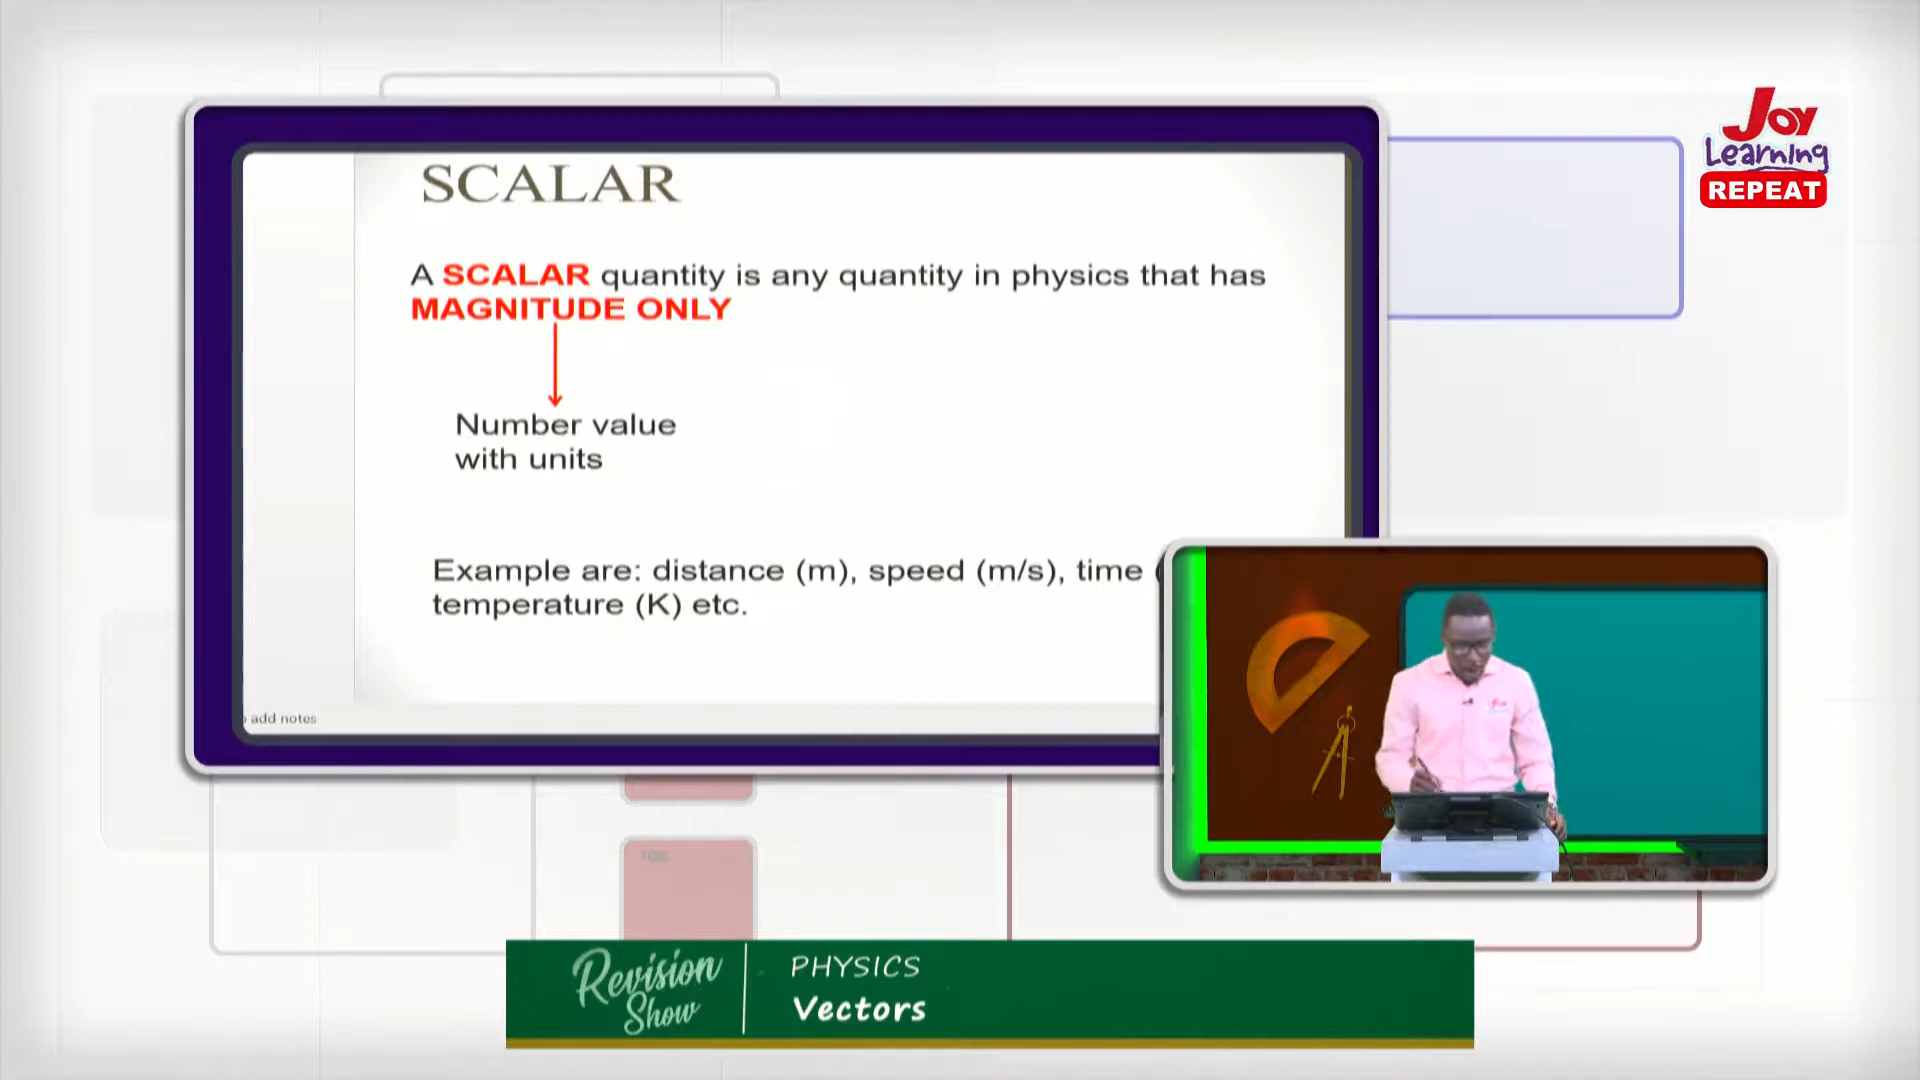 SCALAR
A SCALAR quantity is any quantity in physics that has
MAGNITUDE ONLY
Number value
with units
Example are: distance (m), speed (m/s), time (
temperature (K) etc.
add notes
Joy
Learning
REPEAT
Revision
Show
PHYSICS
Vectors